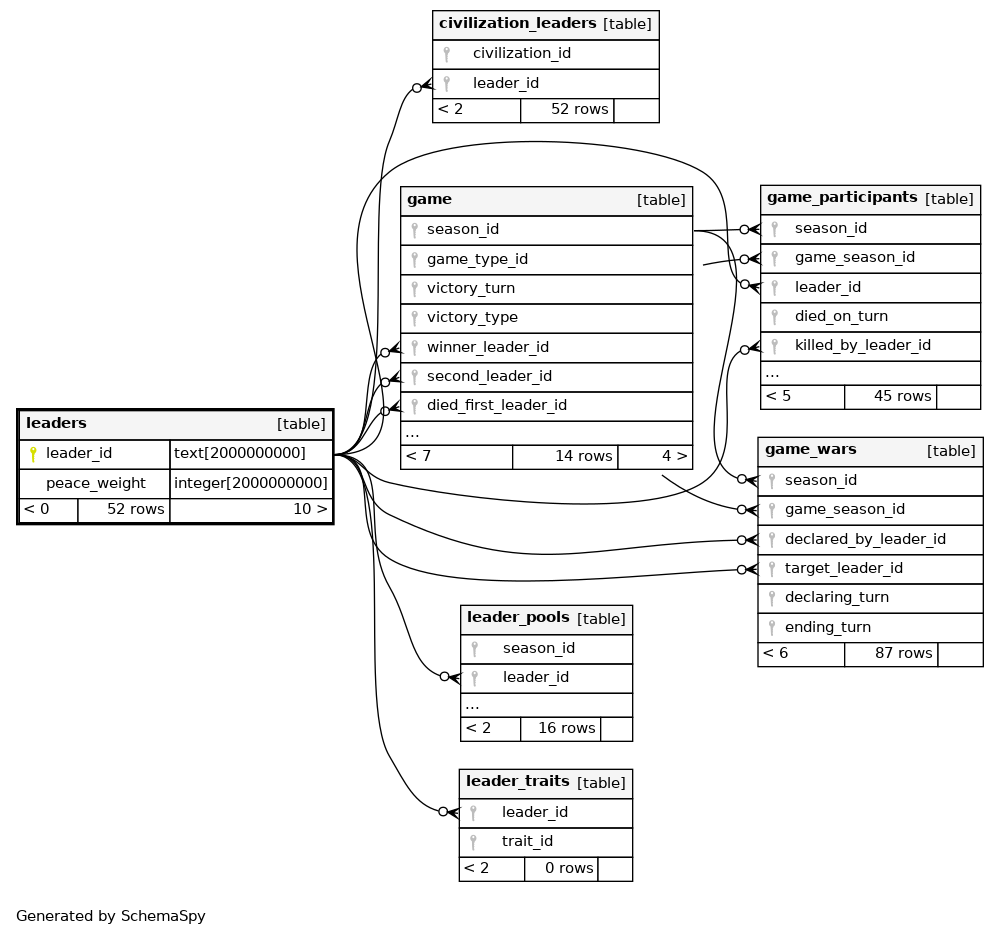 civilization_leaders [table]
civilization_id
leader_id
< 2 52 rows
game [table]
season_id
game_type_id
victory_turn
victory_type
winner_leader_id
second_leader_id
died_first_leader_id
...
< 7 14 rows 4 >
game_participants [table]
season_id
game_season_id
leader_id
died_on_turn
killed_by_leader_id
...
< 5 45 rows
leaders [table]
leader_id text[2000000000]
peace_weight integer[2000000000]
< 0 52 rows 10 >
game_wars [table]
season_id
game_season_id
declared_by_leader_id
target_leader_id
declaring_turn
ending_turn
< 6 87 rows
leader_pools [table]
season_id
leader_id
...
< 2 16 rows
leader_traits [table]
leader_id
trait_id
< 2 0 rows
Generated by SchemaSpy